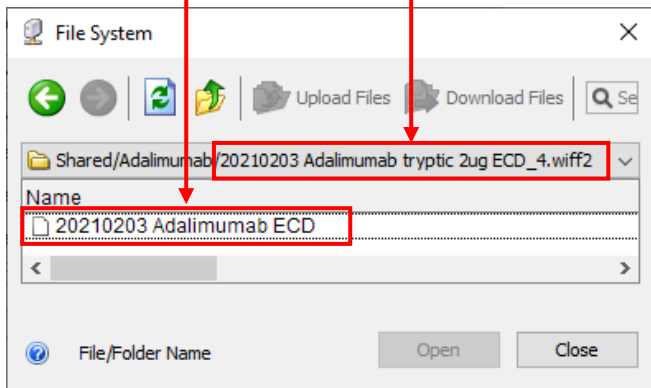 File System
Upload Files Download Files Se
Shared/Adalimumab/20210203 Adalimumab tryptic 2ug ECD_4.wiff2
Name
20210203 Adalimumab ECD
File/Folder Name Open Close